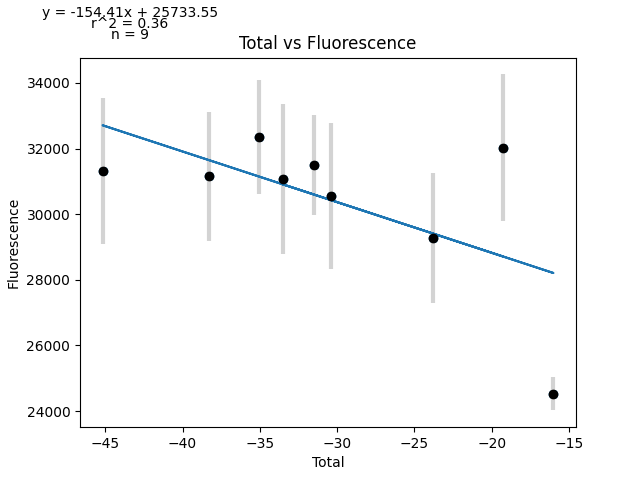 y = -154.41x + 25733.55
r^2 = 0.36
n = 9
Total vs Fluorescence
34000
32000
30000
28000
26000
24000
Fluorescence
−45
−40
−35
−30
−25
−20
−15
Total